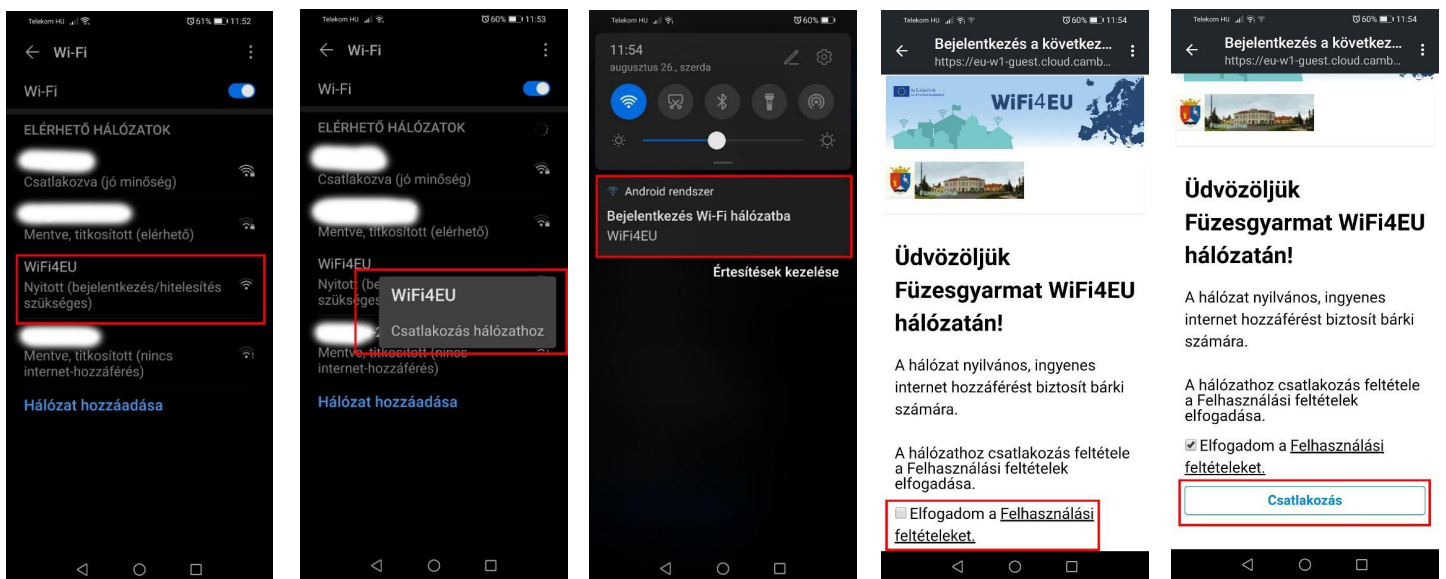 Telekom HU
61% 11:52
Wi-Fi
Wi-Fi
ELÉRHETŐ HÁLÓZATOK
Csatlakozva (jó minőség)
Mentve, titkosított (elérhető)
WiFi4EU
Nyitott (bejelentkezés/hitelesítés
szükséges)
Mentve, titkosított (nincs
internet-hozzáférés)
Hálózat hozzáadása
Telekom HU
60% 11:53
Wi-Fi
Wi-Fi
ELÉRHETŐ HÁLÓZATOK
Csatlakozva (jó minőség)
Mentve, titkosított (elérhető)
WiFi4EU
Nyitott (be
szükséges
WiFi4EU
Csatlakozás hálózathoz
Mentve, titkosított (nincs
internet-hozzáférés)
Hálózat hozzáadása
Telekom HU
60%
11:54
augusztus 26., szerda
Android rendszer
Bejelentkezés Wi-Fi hálózatba
WiFi4EU
Értesítések kezelése
Telekom HU
60% 11:54
Bejelentkezés a következ...
https://eu-w1-guest.cloud.camb...
WiFi4EU
Üdvözöljük
Füzesgyarmat WiFi4EU
hálózatán!
A hálózat nyilvános, ingyenes
internet hozzáférést biztosít bárki
számára.
A hálózathoz csatlakozás feltétele
a Felhasználási feltételek
elfogadása.
Elfogadom a Felhasználási
feltételeket.
Telekom HU
60% 11:54
Bejelentkezés a következ...
https://eu-w1-guest.cloud.camb...
Üdvözöljük
Füzesgyarmat WiFi4EU
hálózatán!
A hálózat nyilvános, ingyenes
internet hozzáférést biztosít bárki
számára.
A hálózathoz csatlakozás feltétele
a Felhasználási feltételek
elfogadása.
Elfogadom a Felhasználási
feltételeket.
Csatlakozás